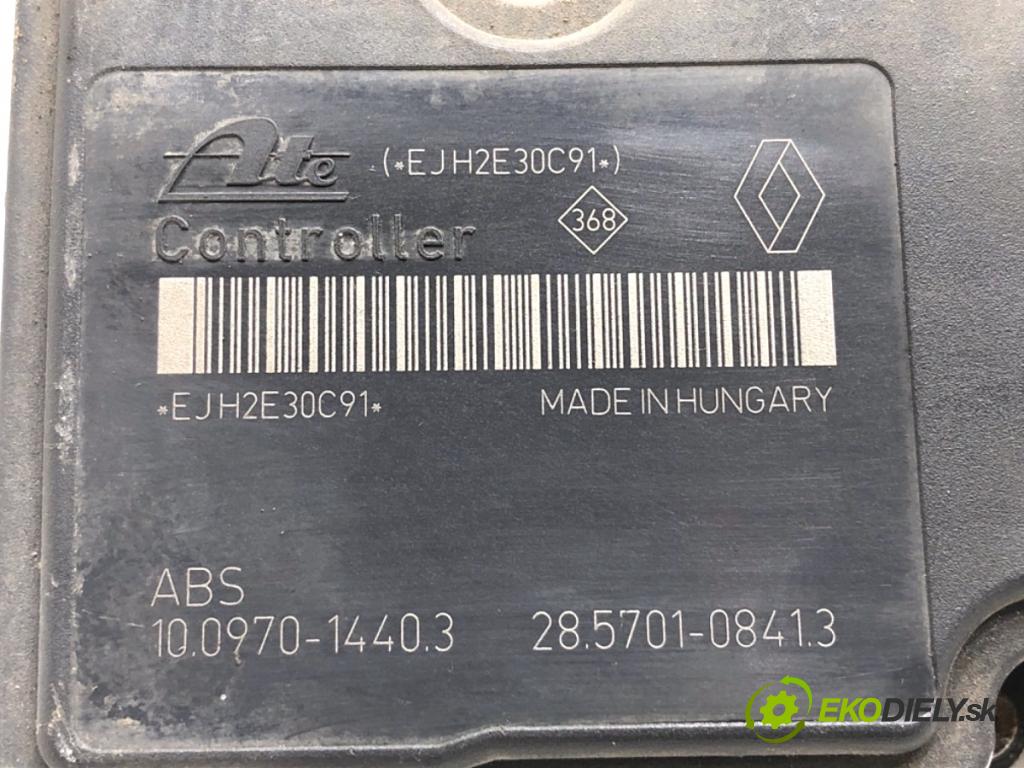 Ate (*EJH2E30C91*)
Controller 368
*EJH2E30C91* MADE IN HUNGARY
ABS
10.0970-1440.3 28.5701-0841.3
EKODIELY.sk